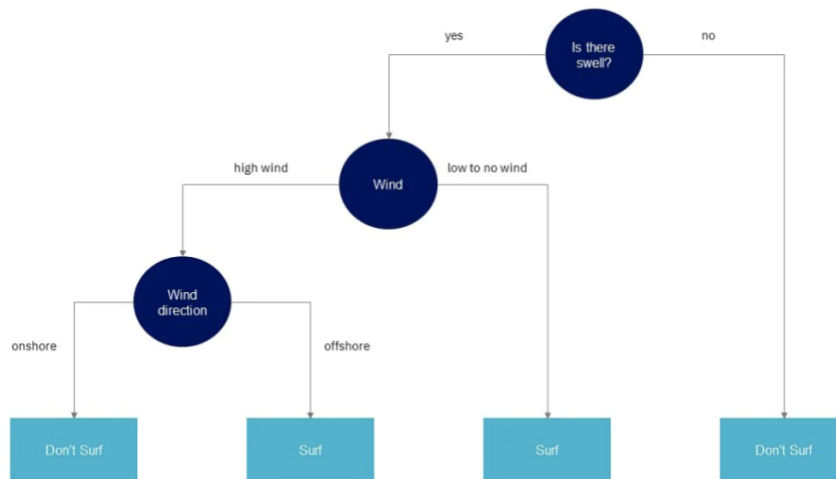 Is there
swell?
yes
no
Wind
high wind
low to no wind
Wind
direction
onshore
offshore
Don't Surf
Surf
Surf
Don't Surf